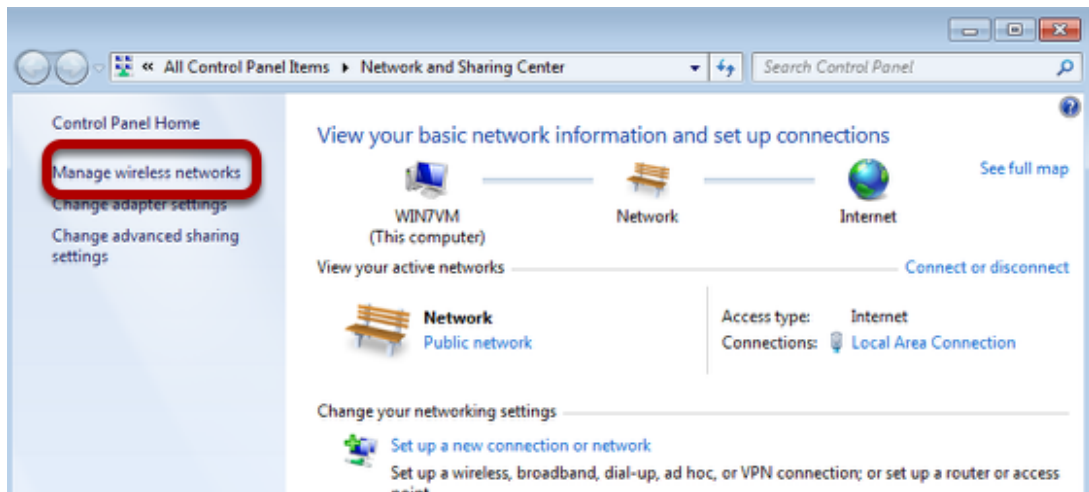 « All Control Panel Items ▸ Network and Sharing Center
Search Control Panel
Control Panel Home
Manage wireless networks
Change adapter settings
Change advanced sharing
settings
View your basic network information and set up connections
See full map
WIN7VM
(This computer)
Network
Internet
View your active networks
Connect or disconnect
Network
Public network
Access type: Internet
Connections: Local Area Connection
Change your networking settings
Set up a new connection or network
Set up a wireless, broadband, dial-up, ad hoc, or VPN connection; or set up a router or access
point.